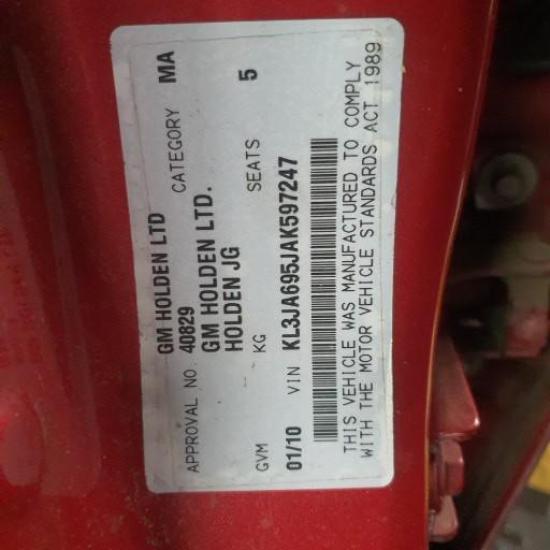 GM HOLDEN LTD
APPROVAL NO. 40829 CATEGORY MA
GM HOLDEN LTD.
HOLDEN JG
GVM KG SEATS 5
01/10 VIN KL3JA695JAK597247
THIS VEHICLE WAS MANUFACTURED TO COMPLY
WITH THE MOTOR VEHICLE STANDARDS ACT 1989